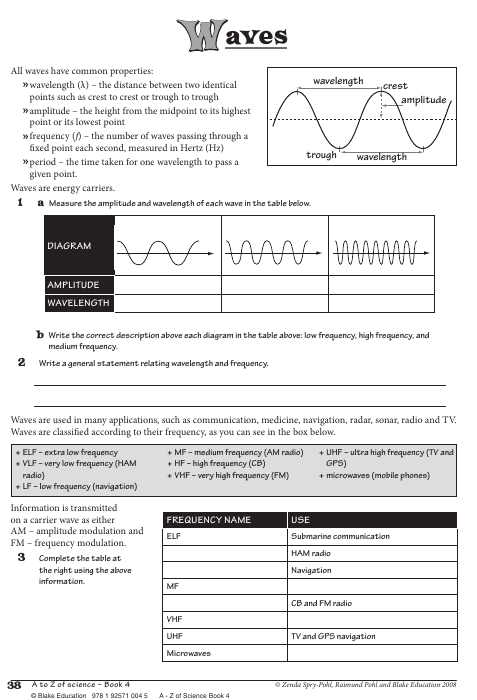 Waves
All waves have common properties:
» wavelength (λ) – the distance between two identical
points such as crest to crest or trough to trough
» amplitude – the height from the midpoint to its highest
point or its lowest point
» frequency (f) – the number of waves passing through a
fixed point each second, measured in Hertz (Hz)
» period – the time taken for one wavelength to pass a
given point.
wavelength
crest
amplitude
trough
wavelength
Waves are energy carriers.
1 a Measure the amplitude and wavelength of each wave in the table below.
DIAGRAM
AMPLITUDE
WAVELENGTH
b Write the correct description above each diagram in the table above: low frequency, high frequency, and
medium frequency.
2 Write a general statement relating wavelength and frequency.
Waves are used in many applications, such as communication, medicine, navigation, radar, sonar, radio and TV.
Waves are classified according to their frequency, as you can see in the box below.
+ ELF – extra low frequency
+ VLF – very low frequency (HAM
radio)
+ LF – low frequency (navigation)
+ MF – medium frequency (AM radio)
+ HF – high frequency (CB)
+ VHF – very high frequency (FM)
+ UHF – ultra high frequency (TV and
GPS)
+ microwaves (mobile phones)
Information is transmitted
on a carrier wave as either
AM – amplitude modulation and
FM – frequency modulation.
3 Complete the table at
the right using the above
information.
FREQUENCY NAME USE
ELF Submarine communication
HAM radio
Navigation
MF
CB and FM radio
VHF
UHF TV and GPS navigation
Microwaves
38 A to Z of science – Book 4 © Zenda Spry-Pohl, Raimund Pohl and Blake Education 2008
© Blake Education 978 1 92571 004 5 A - Z of Science Book 4